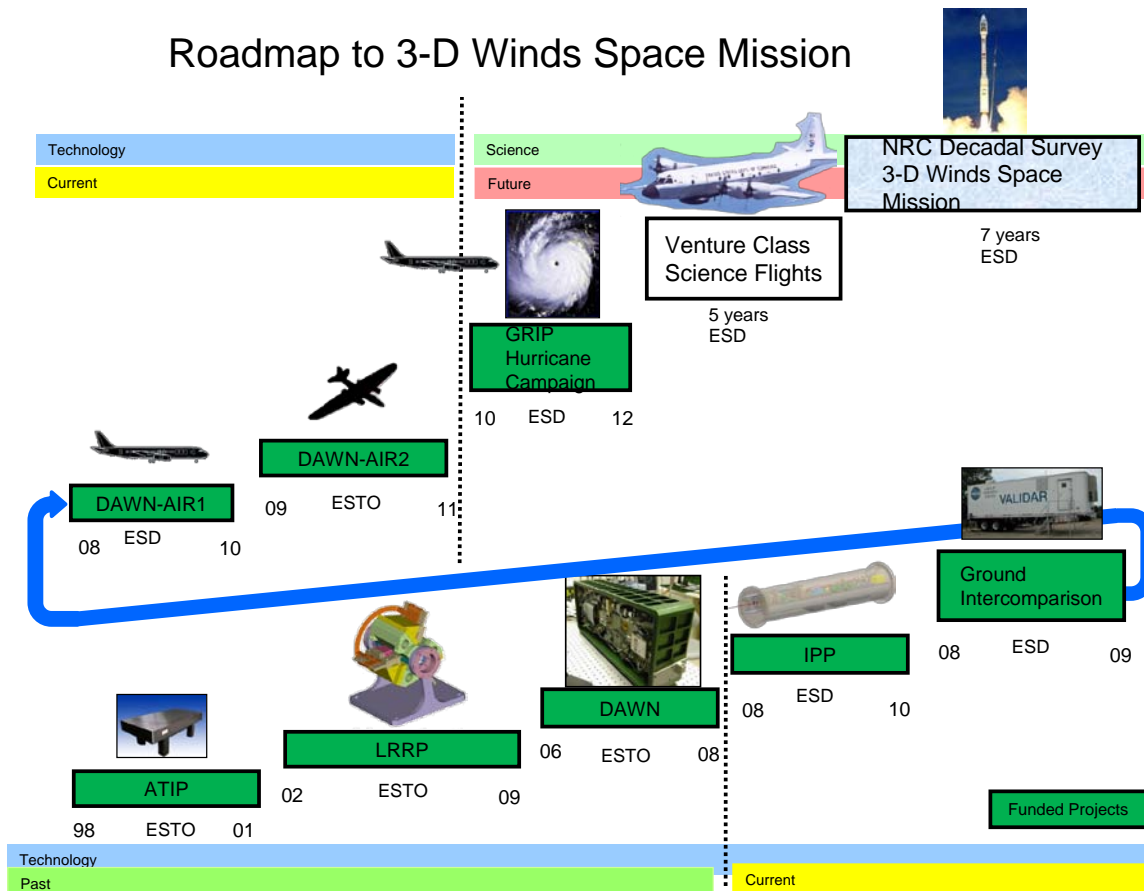 Roadmap to 3-D Winds Space Mission
Technology
Science
Current
Future
NRC Decadal Survey
3-D Winds Space
Mission
7 years
ESD
Venture Class
Science Flights
5 years
ESD
GRIP
Hurricane
Campaign
10 ESD 12
DAWN-AIR2
09 ESTO 11
DAWN-AIR1
08 ESD 10
VALIDAR
Ground
Intercomparison
08 ESD 09
IPP
08 ESD 10
DAWN
06 ESTO 08
LRRP
02 ESTO 09
ATIP
98 ESTO 01
Funded Projects
Technology
Past
Current